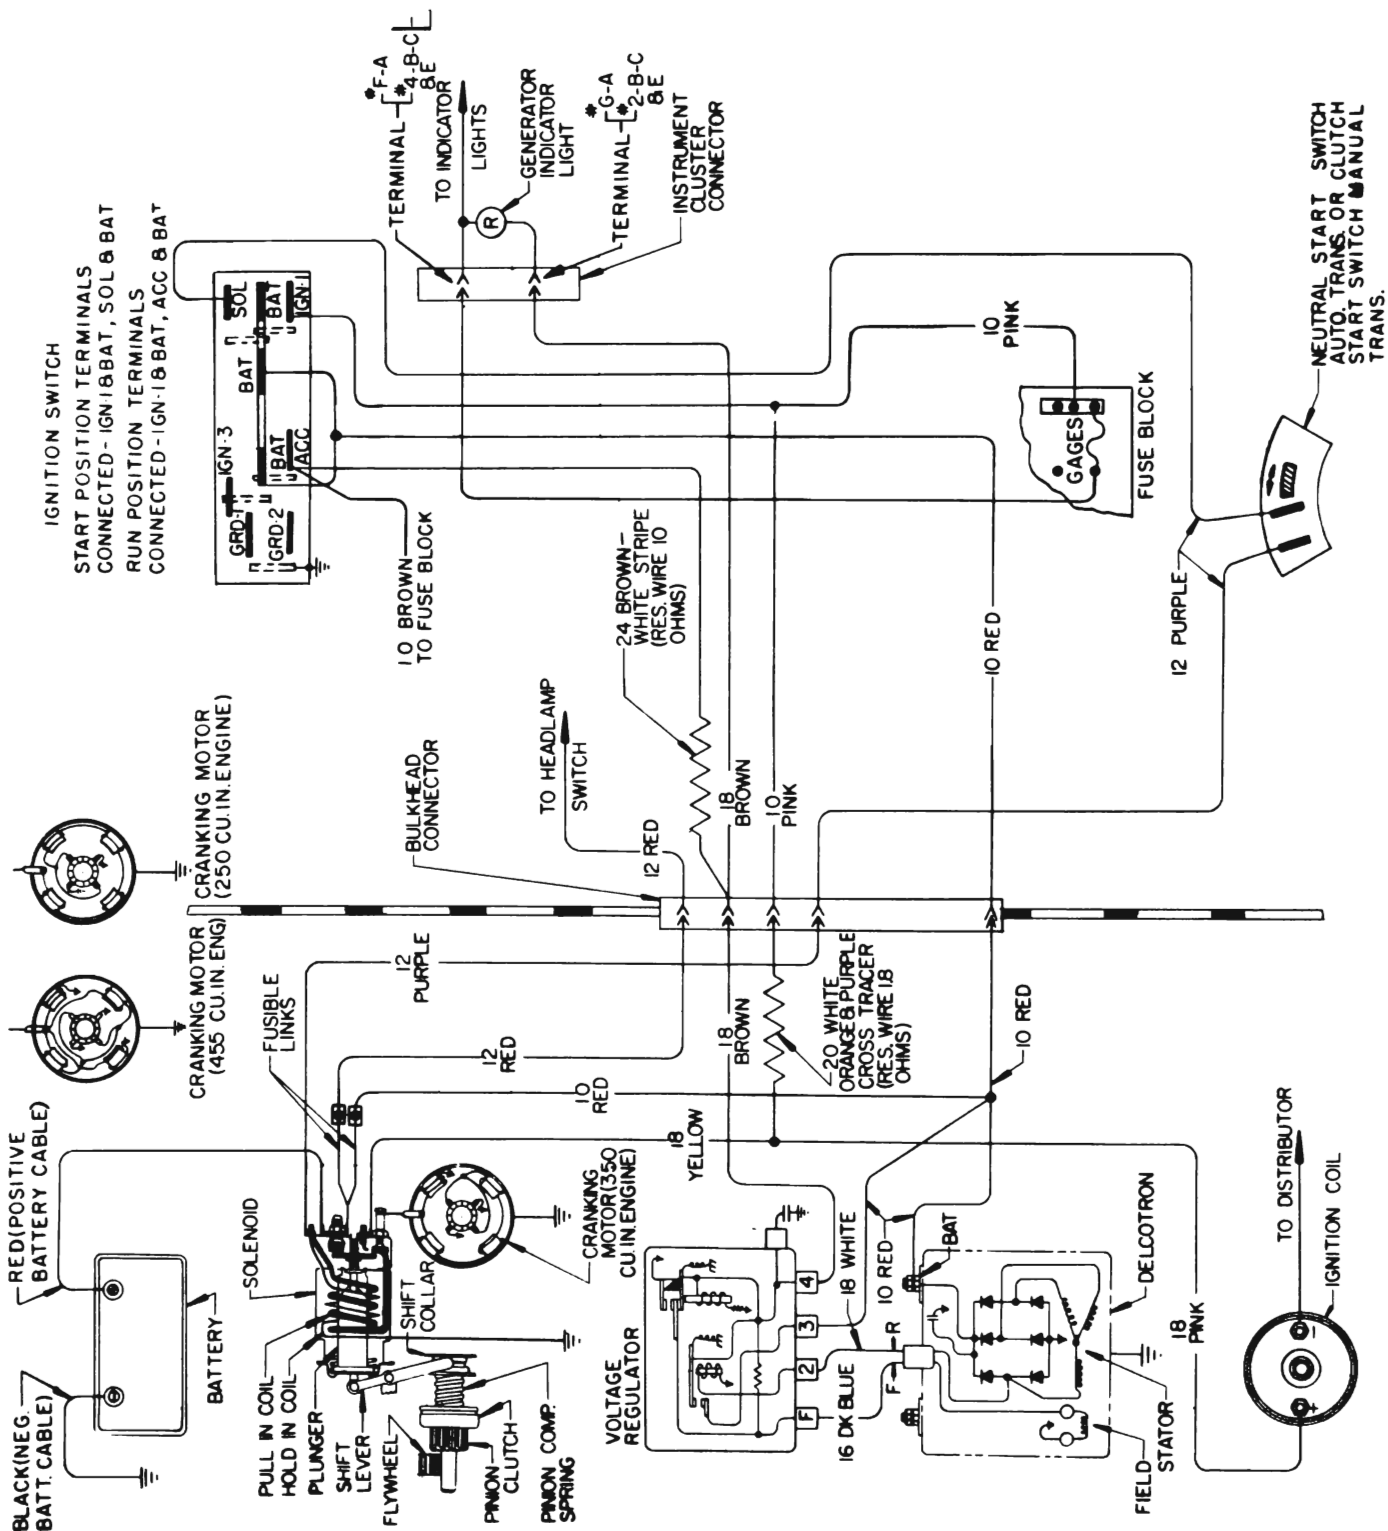 IGNITION SWITCH
START POSITION TERMINALS
CONNECTED-IGN·1&BAT, SOL & BAT
RUN POSITION TERMINALS
CONNECTED-IGN-1 & BAT, ACC & BAT
SOL
BAT
IGN-1
BAT
IGN·3
BAT
ACC
GRD-1
GRD-2
10 BROWN
TO FUSE BLOCK
TERMINAL
*F-A
*4-B-C
&E
TO INDICATOR
LIGHTS
R
GENERATOR
INDICATOR
LIGHT
TERMINAL
*G-A
*2-B-C
&E
INSTRUMENT
CLUSTER
CONNECTOR
10
PINK
GAGES
FUSE BLOCK
NEUTRAL START SWITCH
AUTO. TRANS. OR CLUTCH
START SWITCH MANUAL
TRANS.
12 PURPLE
10 RED
24 BROWN-
WHITE STRIPE
(RES. WIRE 10
OHMS)
TO HEADLAMP
SWITCH
12 RED
18
BROWN
10
PINK
BULKHEAD
CONNECTOR
CRANKING MOTOR
(250 CU.IN.ENGINE)
CRANKING MOTOR
(455 CU.IN. ENG)
FUSIBLE
LINKS
12
PURPLE
12
RED
10
RED
18
BROWN
20 WHITE
ORANGE & PURPLE
CROSS TRACER
(RES. WIRE 1.8
OHMS)
10 RED
18
YELLOW
RED(POSITIVE
BATTERY CABLE)
BLACK(NEG.
BATT. CABLE)
BATTERY
SOLENOID
PULL IN COIL
HOLD IN COIL
PLUNGER
SHIFT
LEVER
FLYWHEEL
SHIFT
COLLAR
PINION
CLUTCH
PINION COMP.
SPRING
CRANKING
MOTOR(350
CU.IN.ENGINE)
VOLTAGE
REGULATOR
F
2
3
4
16 DK BLUE
18 WHITE
10 RED
F
R
BAT
DELCOTRON
STATOR
FIELD
18
PINK
TO DISTRIBUTOR
IGNITION COIL
+
-